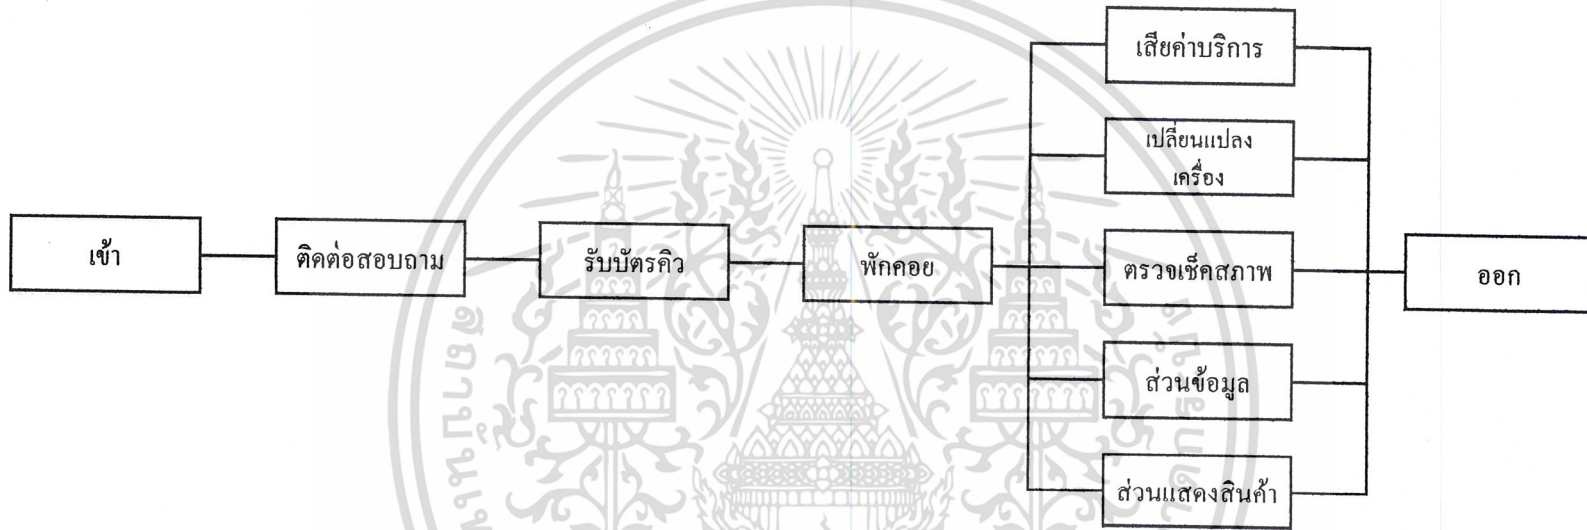 เข้า
ติดต่อสอบถาม
รับบัตรคิว
พักคอย
เสียค่าบริการ
เปลี่ยนแปลง
เครื่อง
ตรวจเช็คสภาพ
ส่วนข้อมูล
ส่วนแสดงสินค้า
ออก